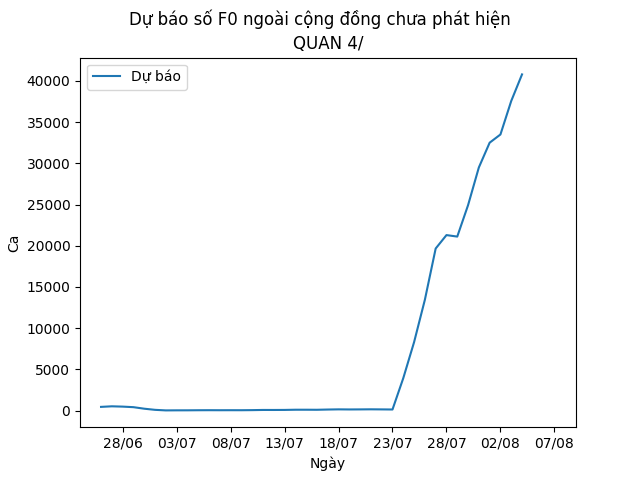 Dự báo số F0 ngoài cộng đồng chưa phát hiện
QUAN 4/
Dự báo
40000
35000
30000
25000
20000
15000
10000
5000
0
Ca
28/06 03/07 08/07 13/07 18/07 23/07 28/07 02/08 07/08
Ngày